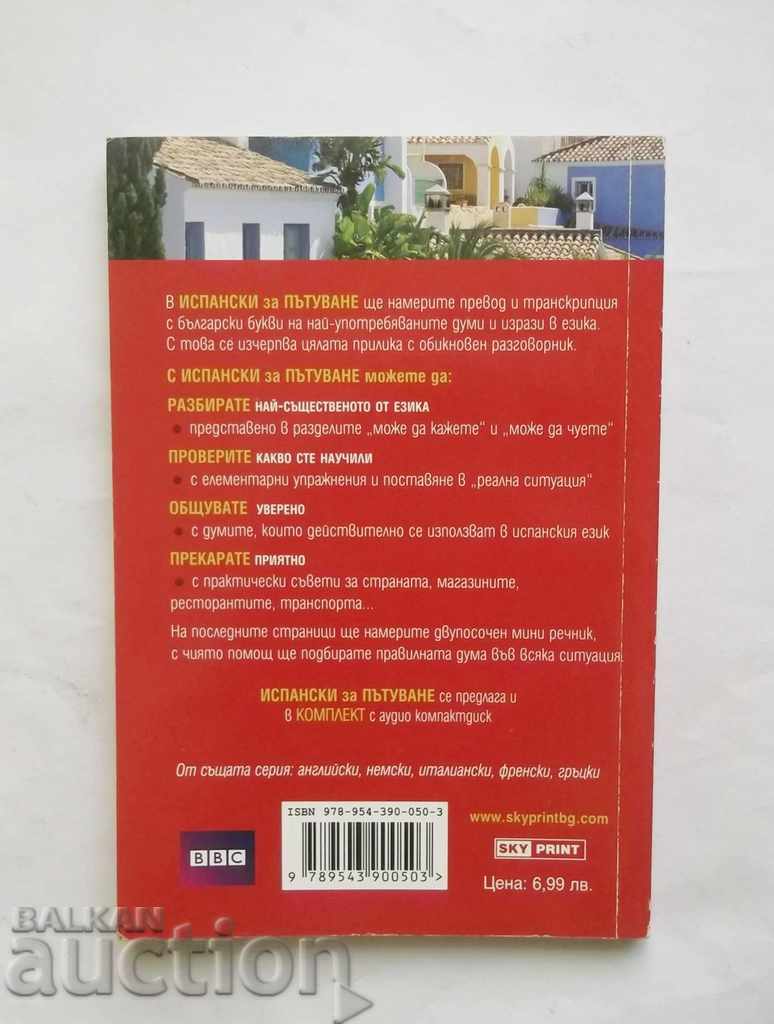 В ИСПАНСКИ за ПЪТУВАНЕ ще намерите превод и транскрипция
с български букви на най-употребяваните думи и изрази в езика.
С това се изчерпва цялата прилика с обикновен разговорник.
С ИСПАНСКИ за ПЪТУВАНЕ можете да:
РАЗБИРАТЕ НАЙ-СЪЩЕСТВЕНОТО ОТ ЕЗИКА
• представено в разделите „може да кажете“ и „може да чуете“
ПРОВЕРИТЕ КАКВО СТЕ НАУЧИЛИ
• с елементарни упражнения и поставяне в „реална ситуация“
ОБЩУВАТЕ УВЕРЕНО
• с думите, които действително се използват в испанския език
ПРЕКАРАТЕ ПРИЯТНО
• с практически съвети за страната, магазините,
ресторантите, транспорта...
На последните страници ще намерите двупосочен мини речник,
с чиято помощ ще подбирате правилната дума във всяка ситуация.
ИСПАНСКИ за ПЪТУВАНЕ се предлага и
в КОМПЛЕКТ с аудио компактдиск
От същата серия: английски, немски, италиански, френски, гръцки
ISBN 978-954-390-050-3
9 789543 900503 >
BBC
www.skyprintbg.com
SKY PRINT
Цена: 6,99 лв.
BALKAN
auction